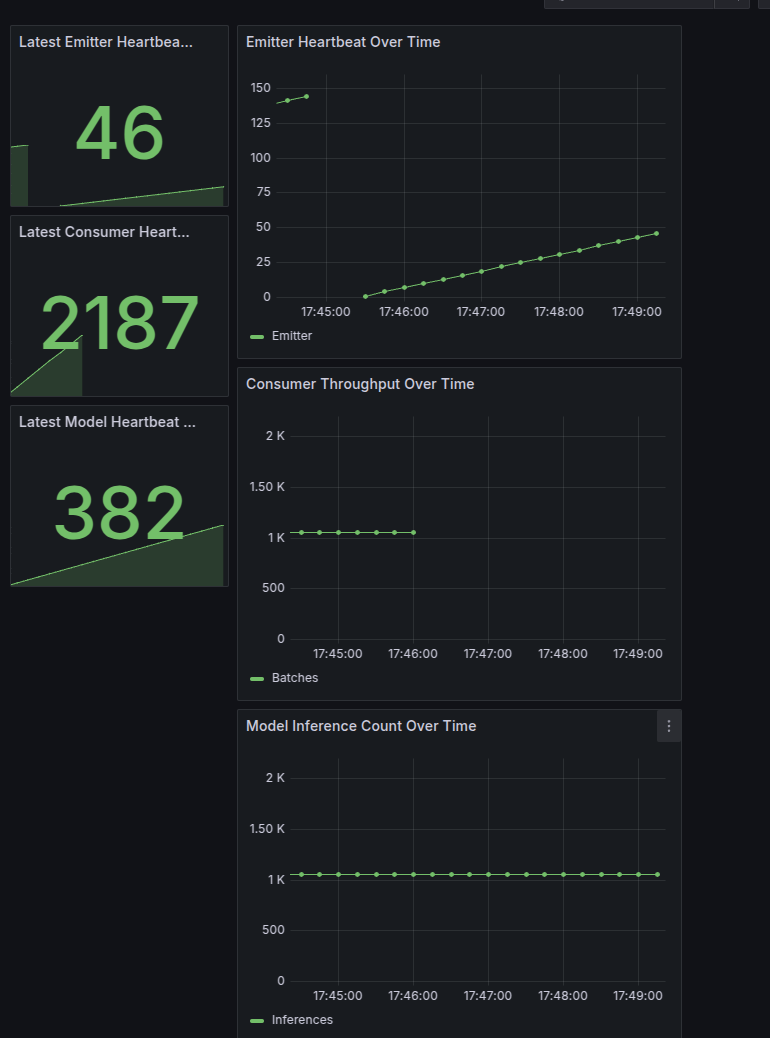 Latest Emitter Heartbea...
46
Latest Consumer Heart...
2187
Latest Model Heartbeat ...
382
Emitter Heartbeat Over Time
150
125
100
75
50
25
0
17:45:00 17:46:00 17:47:00 17:48:00 17:49:00
Emitter
Consumer Throughput Over Time
2 K
1.50 K
1 K
500
0
17:45:00 17:46:00 17:47:00 17:48:00 17:49:00
Batches
Model Inference Count Over Time
2 K
1.50 K
1 K
500
0
17:45:00 17:46:00 17:47:00 17:48:00 17:49:00
Inferences